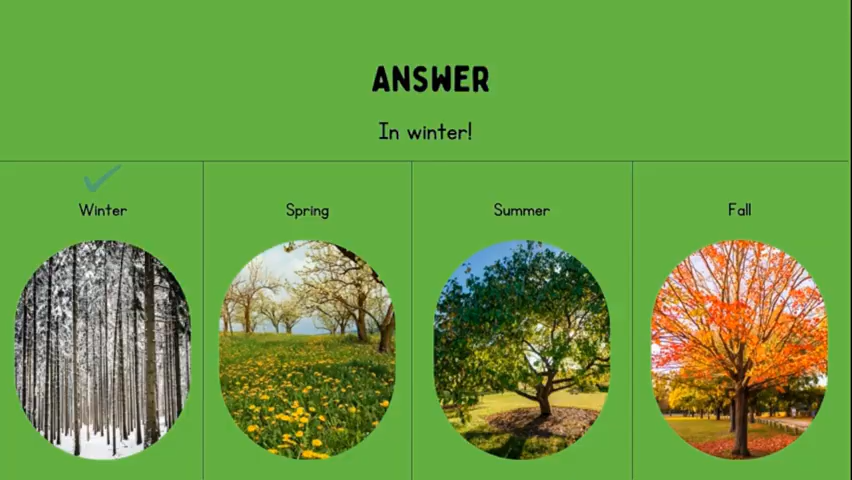 ANSWER
In winter!
Winter
Spring
Summer
Fall